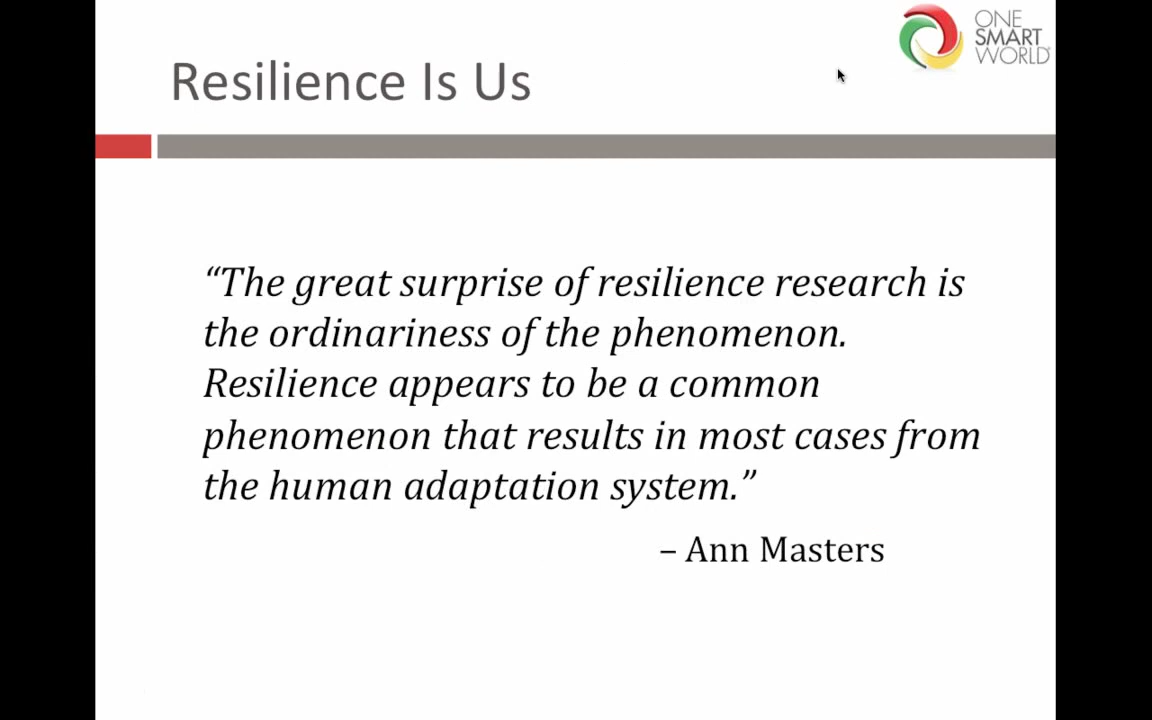 ONE
SMART
WORLD
Resilience Is Us
“The great surprise of resilience research is
the ordinariness of the phenomenon.
Resilience appears to be a common
phenomenon that results in most cases from
the human adaptation system.”
– Ann Masters